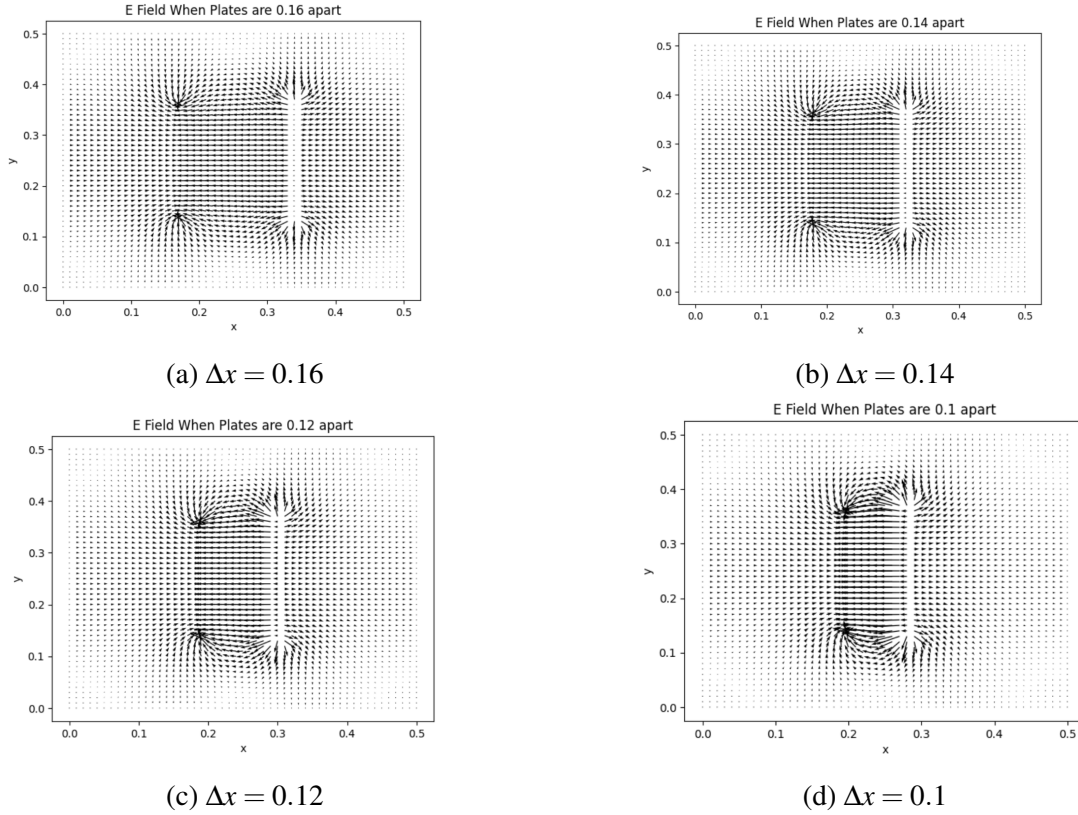 E Field When Plates are 0.16 apart
0.5
0.4
0.3
y
0.2
0.1
0.0
0.0 0.1 0.2 0.3 0.4 0.5
x
(a) Δx = 0.16
E Field When Plates are 0.14 apart
0.5
0.4
0.3
y
0.2
0.1
0.0
0.0 0.1 0.2 0.3 0.4 0.5
x
(b) Δx = 0.14
E Field When Plates are 0.12 apart
0.5
0.4
0.3
y
0.2
0.1
0.0
0.0 0.1 0.2 0.3 0.4 0.5
x
(c) Δx = 0.12
E Field When Plates are 0.1 apart
0.5
0.4
0.3
y
0.2
0.1
0.0
0.0 0.1 0.2 0.3 0.4 0.5
x
(d) Δx = 0.1